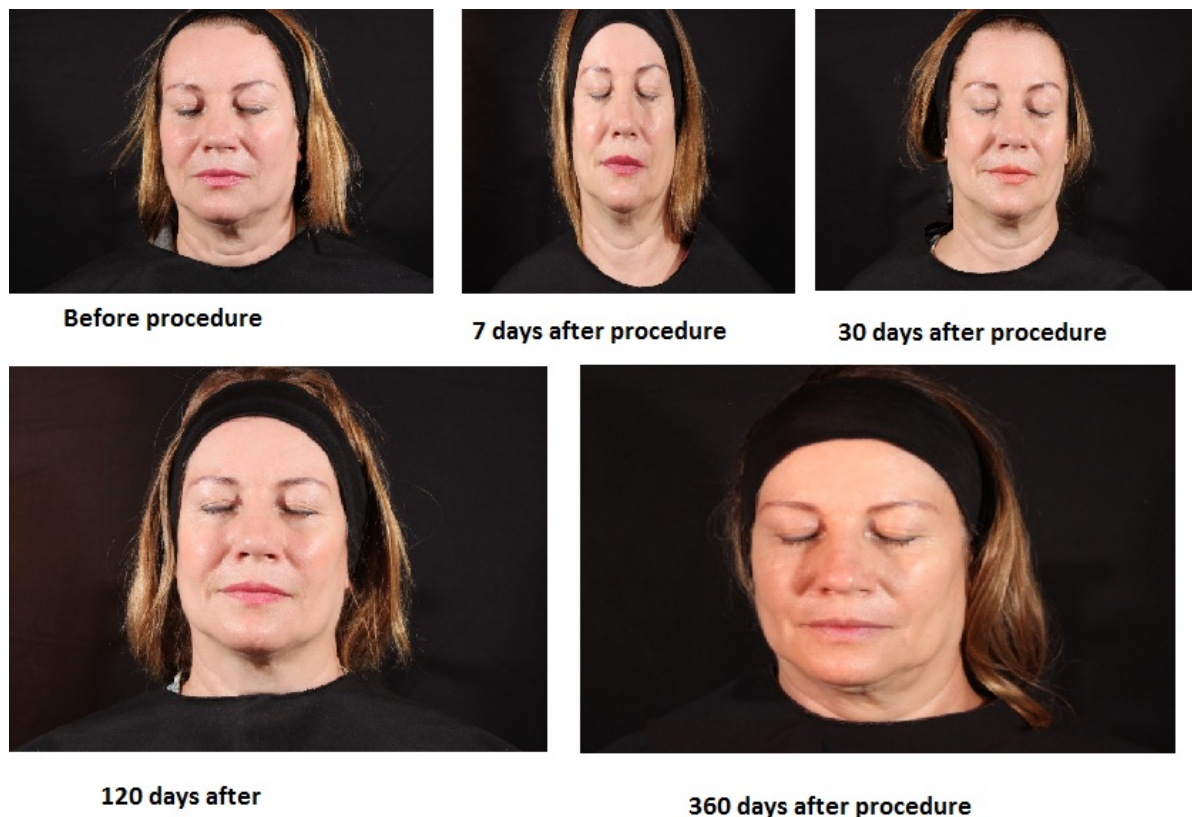 Before procedure
7 days after procedure
30 days after procedure
120 days after
360 days after procedure